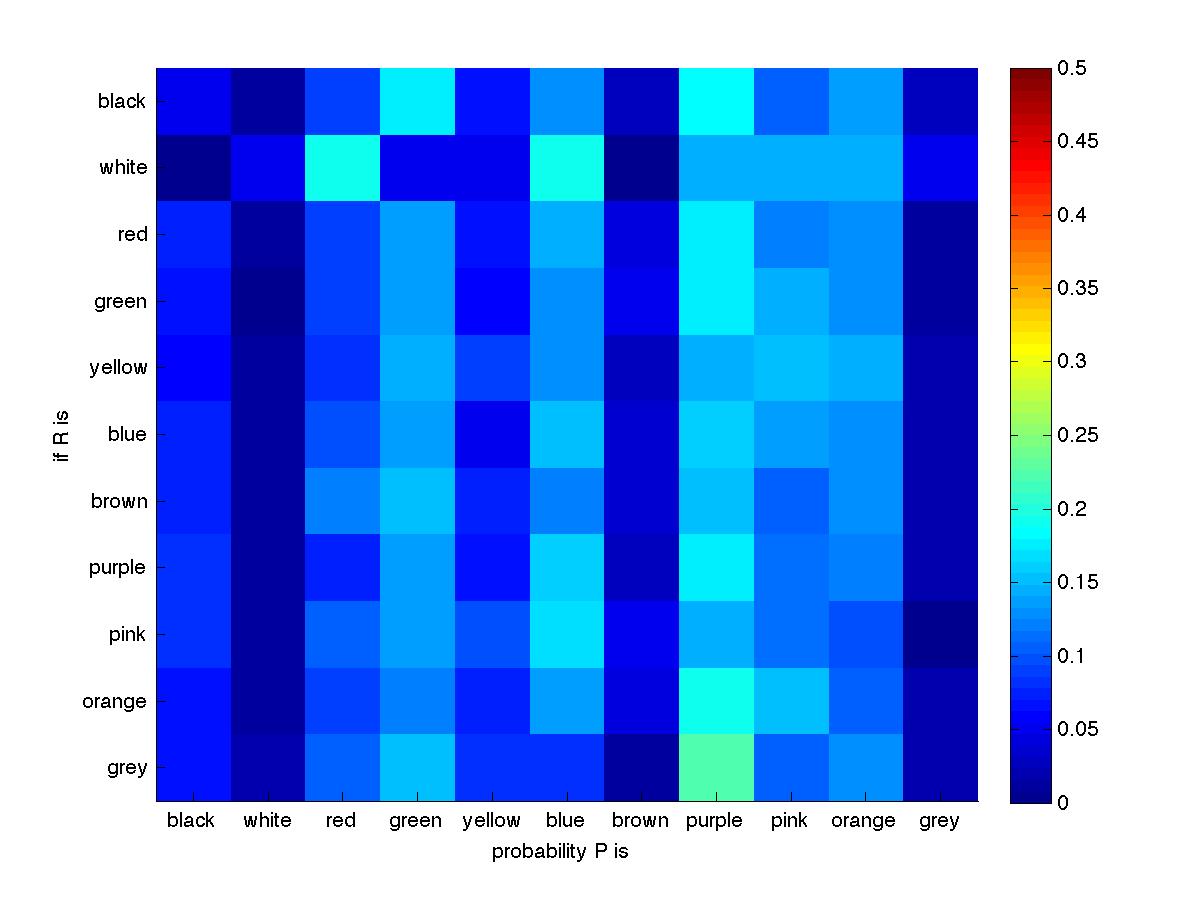 black
white
red
green
yellow
blue
brown
purple
pink
orange
grey
if R is
black white red green yellow blue brown purple pink orange grey
probability P is
0.5
0.45
0.4
0.35
0.3
0.25
0.2
0.15
0.1
0.05
0